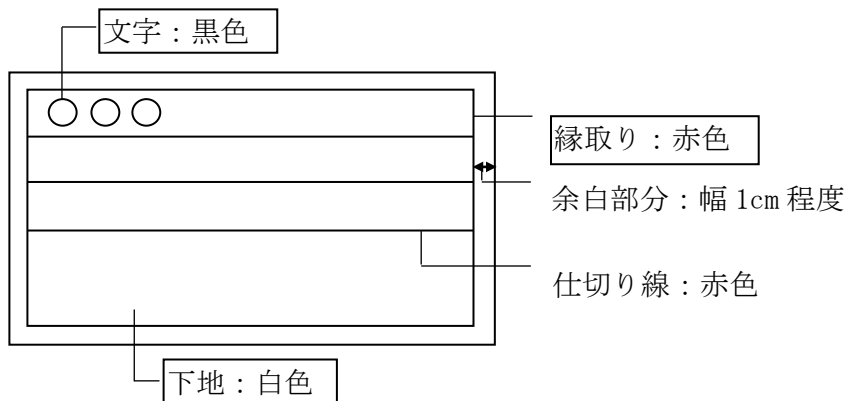 文字：黒色
○○○
縁取り：赤色
余白部分：幅 1cm 程度
仕切り線：赤色
下地：白色